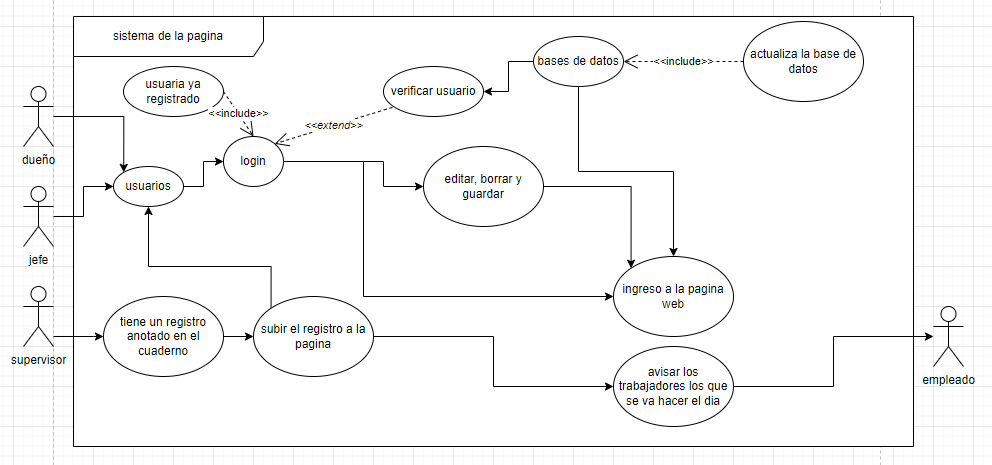 sistema de la pagina
usuaria ya
registrado
<<include>>
verificar usuario
<<extend>>
bases de datos
<<include>>
actualiza la base de
datos
dueño
login
usuarios
editar, borrar y
guardar
jefe
ingreso a la pagina
web
tiene un registro
anotado en el
cuaderno
subir el registro a la
pagina
supervisor
avisar los
trabajadores los que
se va hacer el dia
empleado